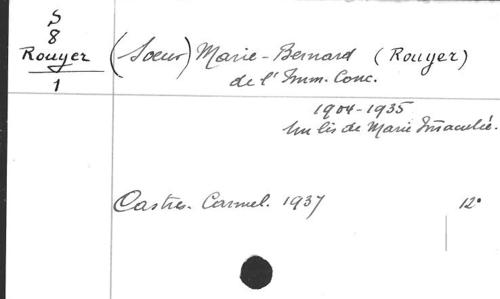 S
8
Rouyer
1
(Soeur) Marie-Bernard (Rouyer)
de l'Imm. Conc.
1904-1935
Un lis de Marie Immaculée.
Castres. Carmel. 1937 12°